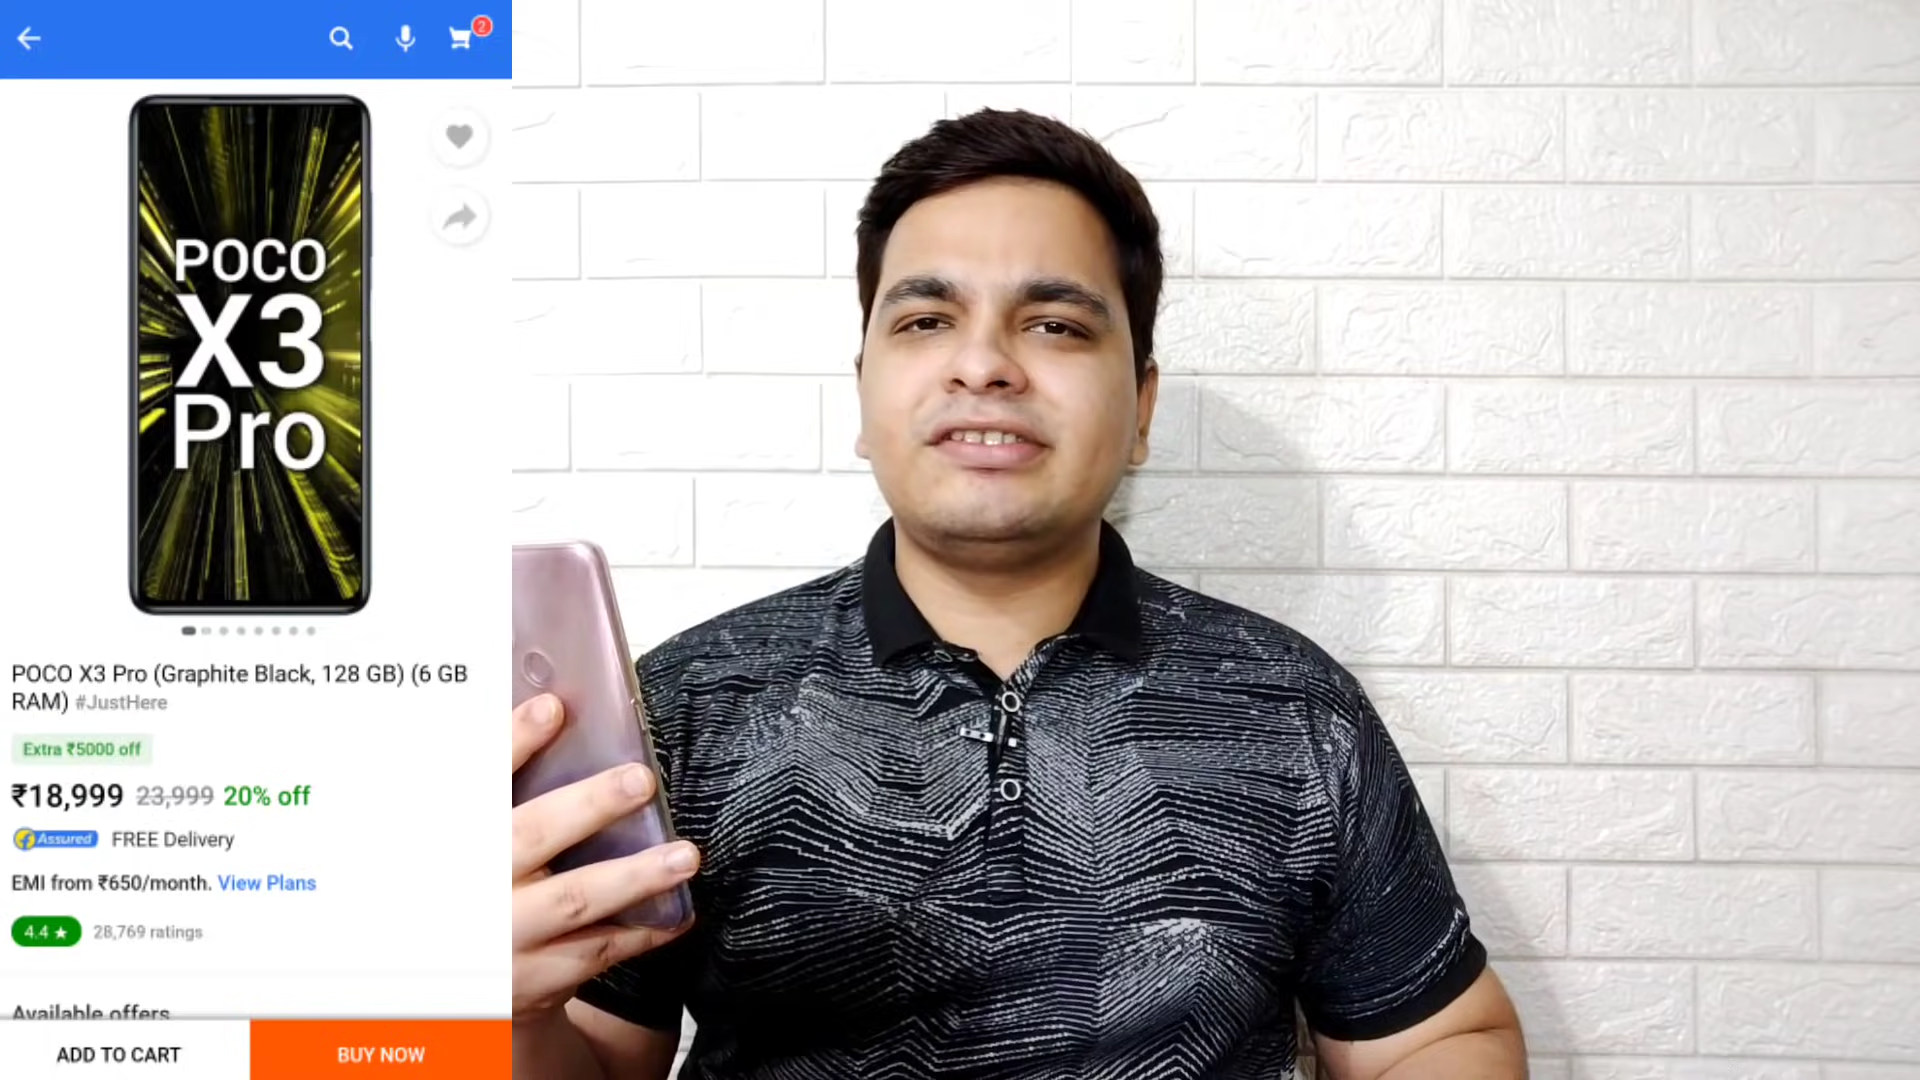 2
POCO
X3
Pro
POCO X3 Pro (Graphite Black, 128 GB) (6 GB
RAM) #JustHere
Extra ₹5000 off
₹18,999 23,999 20% off
Assured FREE Delivery
EMI from ₹650/month. View Plans
4.4 ★ 28,769 ratings
Available offers
ADD TO CART BUY NOW